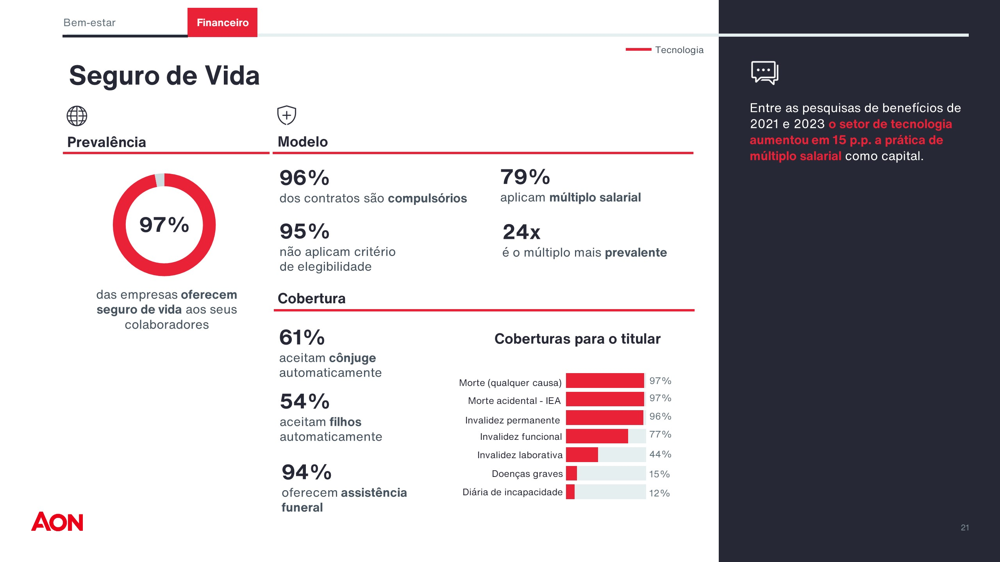 Bem-estar
Financeiro
Tecnologia
Seguro de Vida
Prevalência
97%
das empresas oferecem
seguro de vida aos seus
colaboradores
Modelo
96%
dos contratos são compulsórios
79%
aplicam múltiplo salarial
95%
não aplicam critério
de elegibilidade
24x
é o múltiplo mais prevalente
Cobertura
61%
aceitam cônjuge
automaticamente
54%
aceitam filhos
automaticamente
94%
oferecem assistência
funeral
Coberturas para o titular
Morte (qualquer causa) 97%
Morte acidental - IEA 97%
Invalidez permanente 96%
Invalidez funcional 77%
Invalidez laborativa 44%
Doenças graves 15%
Diária de incapacidade 12%
Entre as pesquisas de benefícios de
2021 e 2023 o setor de tecnologia
aumentou em 15 p.p. a prática de
múltiplo salarial como capital.
AON
21